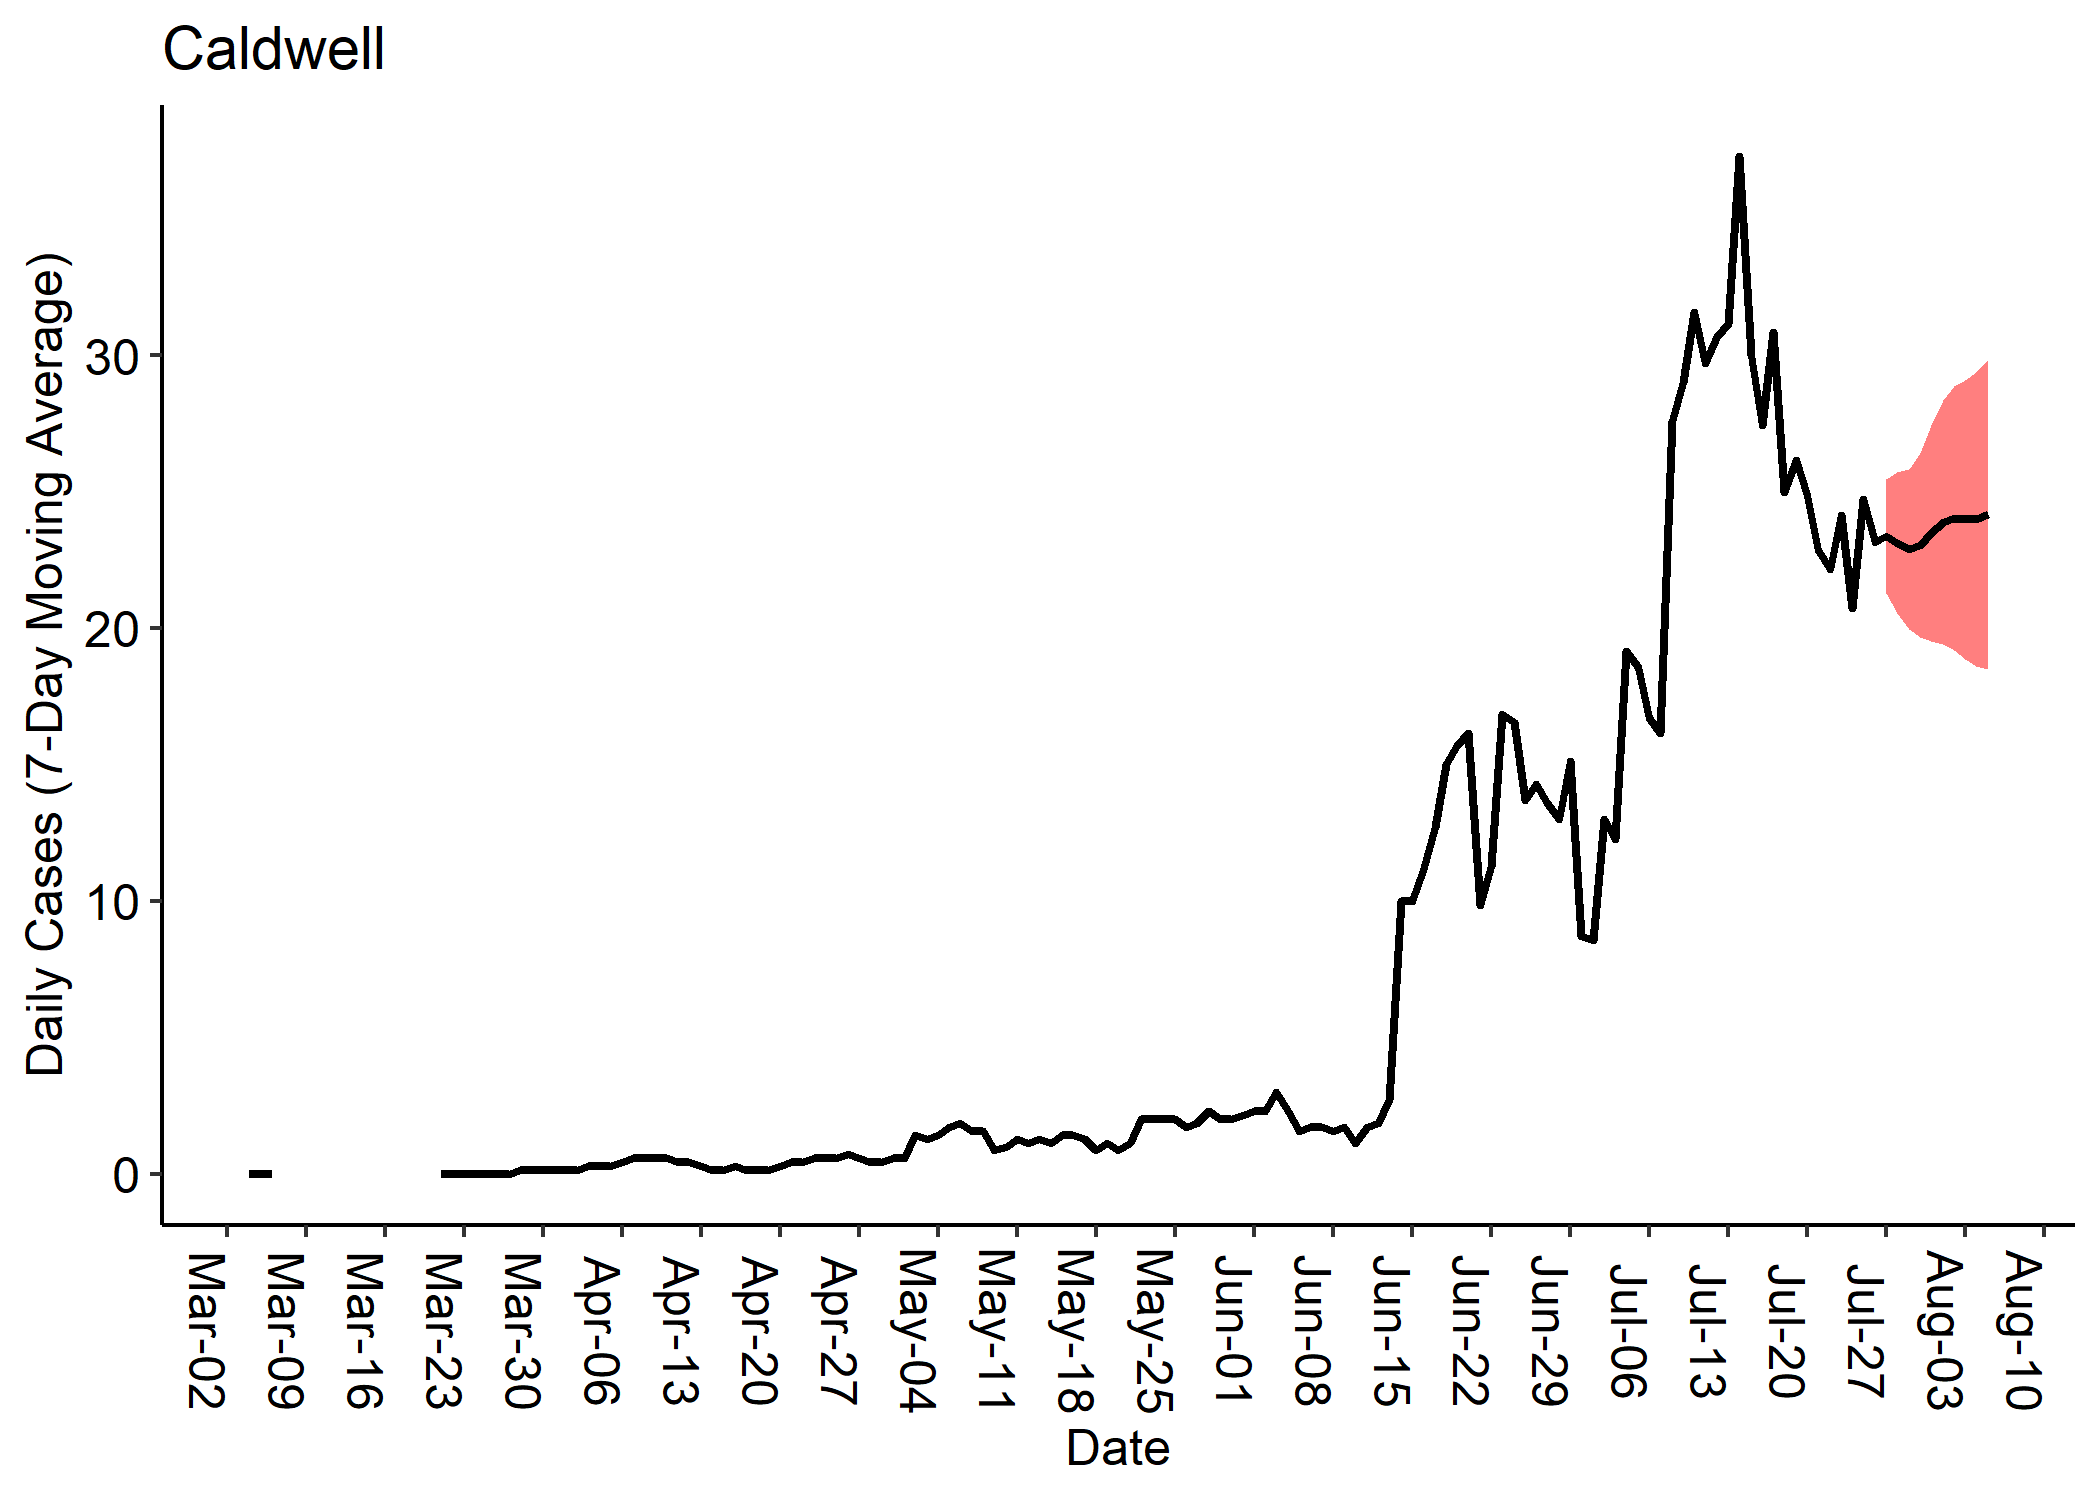 Caldwell
Daily Cases (7-Day Moving Average)
30
20
10
0
Mar-02
Mar-09
Mar-16
Mar-23
Mar-30
Apr-06
Apr-13
Apr-20
Apr-27
May-04
May-11
May-18
May-25
Jun-01
Jun-08
Jun-15
Jun-22
Jun-29
Jul-06
Jul-13
Jul-20
Jul-27
Aug-03
Aug-10
Date